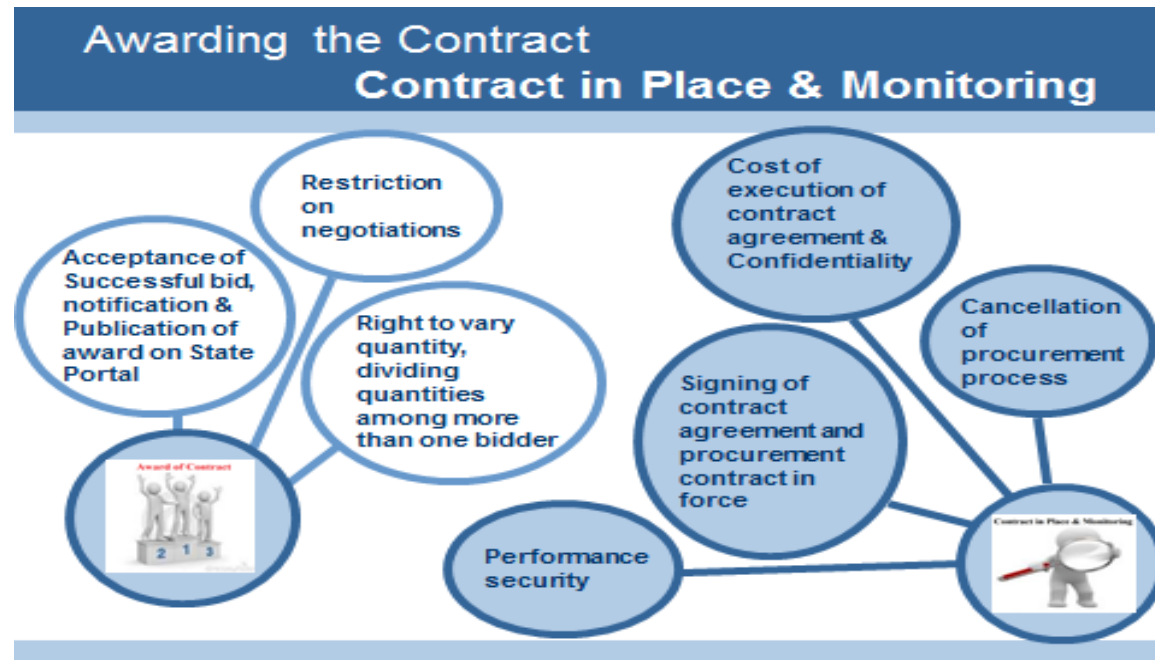 Awarding the Contract
Contract in Place & Monitoring
Restriction
on
negotiations
Acceptance of
Successful bid,
notification &
Publication of
award on State
Portal
Right to vary
quantity,
dividing
quantities
among more
than one bidder
Award of Contract
2 1 3
Cost of
execution of
contract
agreement &
Confidentiality
Cancellation
of
procurement
process
Signing of
contract
agreement and
procurement
contract in
force
Performance
security
Contract in Place & Monitoring